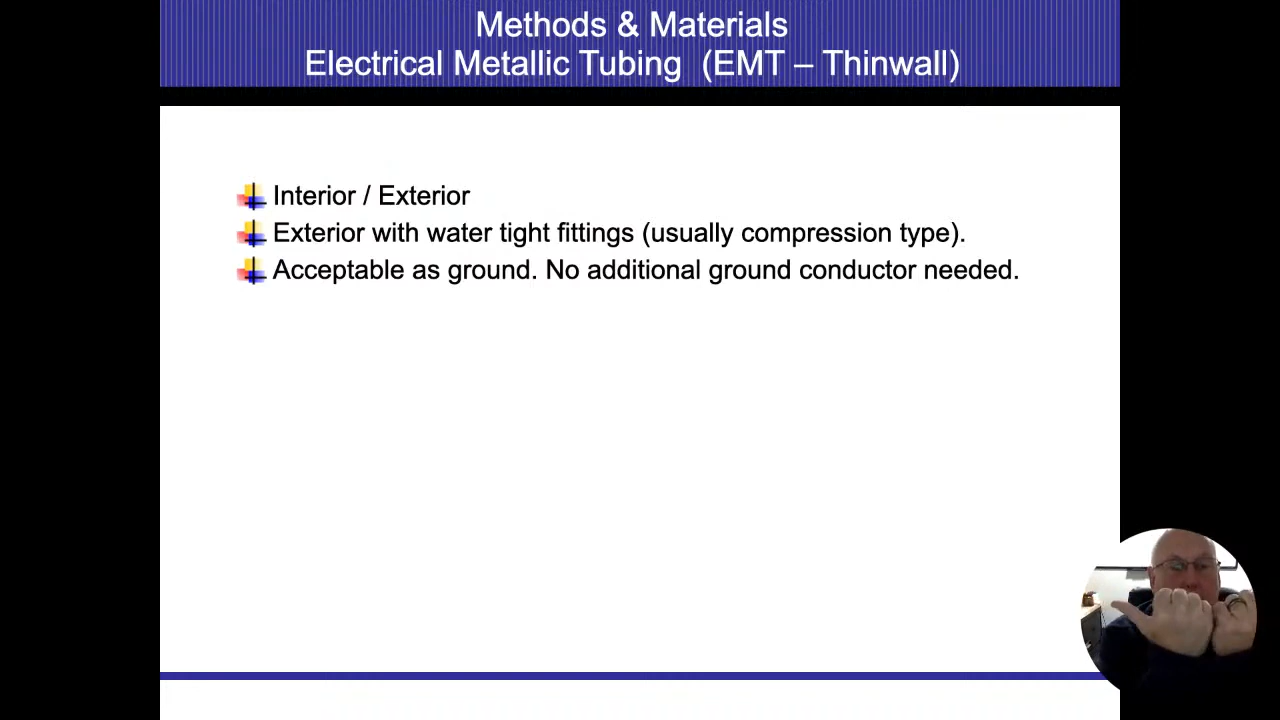 Methods & Materials
Electrical Metallic Tubing (EMT – Thinwall)
Interior / Exterior
Exterior with water tight fittings (usually compression type).
Acceptable as ground. No additional ground conductor needed.